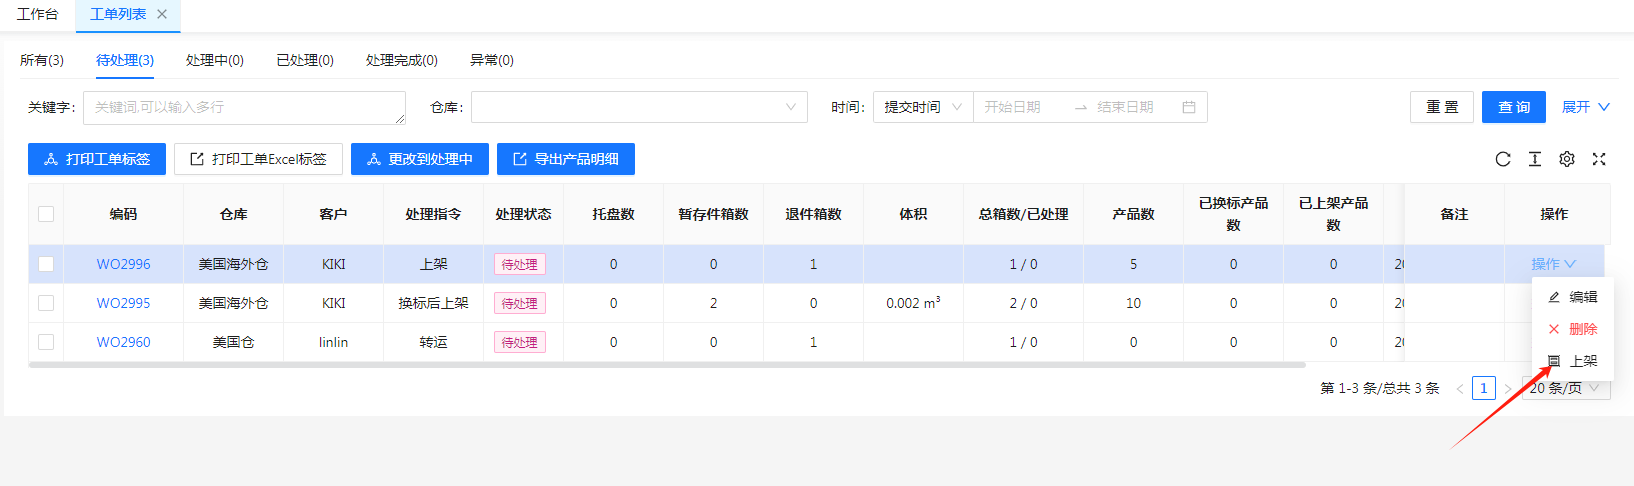 工作台 工单列表
所有(3) 待处理(3) 处理中(0) 已处理(0) 处理完成(0) 异常(0)
关键字: 关键词,可以输入多行 仓库: 时间: 提交时间 开始日期 结束日期 重 置 查 询 展开
打印工单标签 打印工单Excel标签 更改到处理中 导出产品明细
编码 仓库 客户 处理指令 处理状态 托盘数 暂存件箱数 退件箱数 体积 总箱数/已处理 产品数 已换标产品数 已上架产品数 备注 操作
WO2996 美国海外仓 KIKI 上架 待处理 0 0 1 1 / 0 5 0 0 20 操作
WO2995 美国海外仓 KIKI 换标后上架 待处理 0 2 0 0.002 m³ 2 / 0 10 0 0 20
WO2960 美国仓 linlin 转运 待处理 0 0 1 1 / 0 0 0 0 20
编辑
删除
上架
第 1-3 条/总共 3 条 1 20 条/页